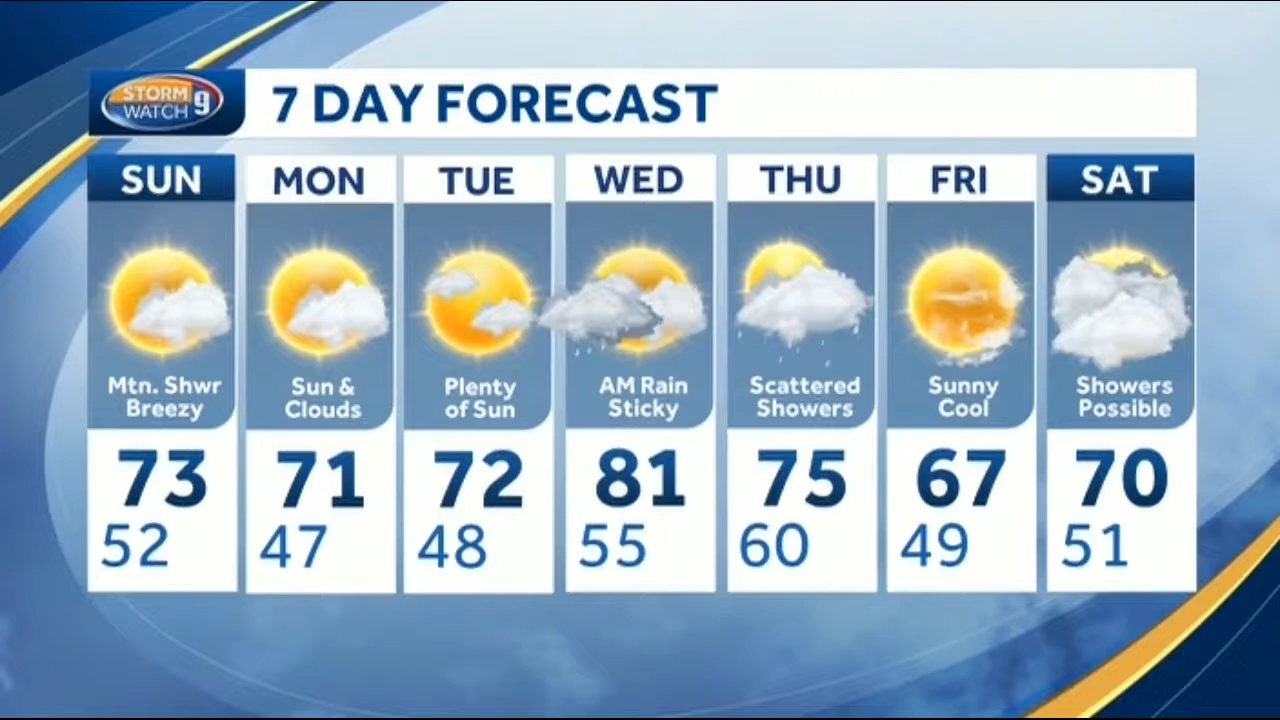 STORM
WATCH 9
7 DAY FORECAST
SUN
MON
TUE
WED
THU
FRI
SAT
Mtn. Shwr
Breezy
Sun &
Clouds
Plenty
of Sun
AM Rain
Sticky
Scattered
Showers
Sunny
Cool
Showers
Possible
73
71
72
81
75
67
70
52
47
48
55
60
49
51